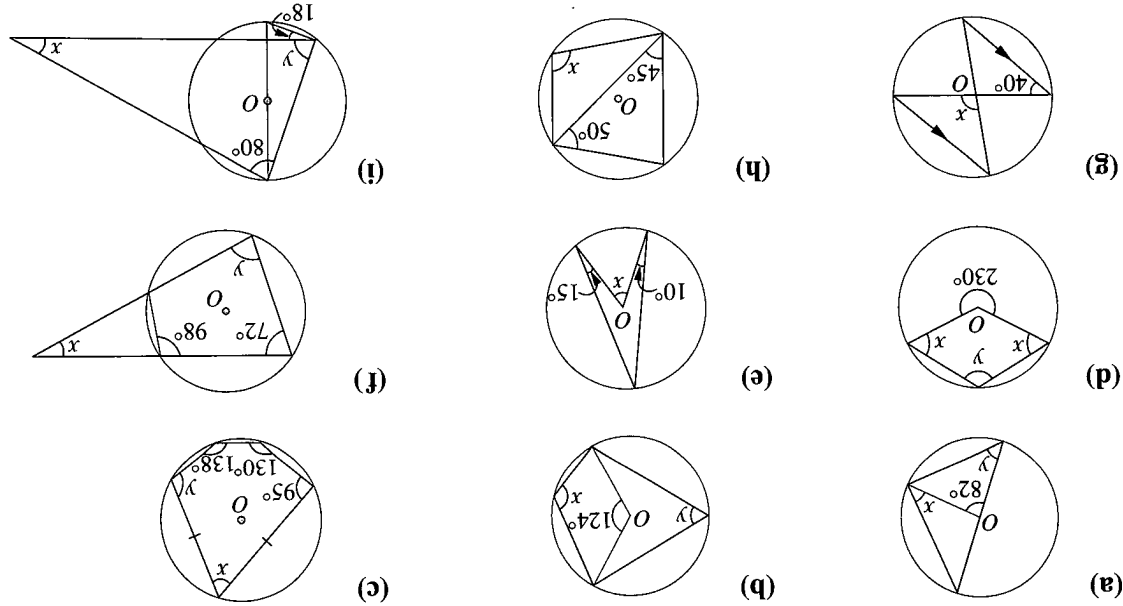 (a)
O
82°
x
y
(b)
O
124°
x
y
(c)
x
O
95°
y
138°
130°
(d)
y
x
x
O
230°
(e)
O
x
10°
15°
(f)
x
98°
72°
O
y
(g)
40°
O
x
(h)
x
45°
O
50°
(i)
18°
x
y
O
80°